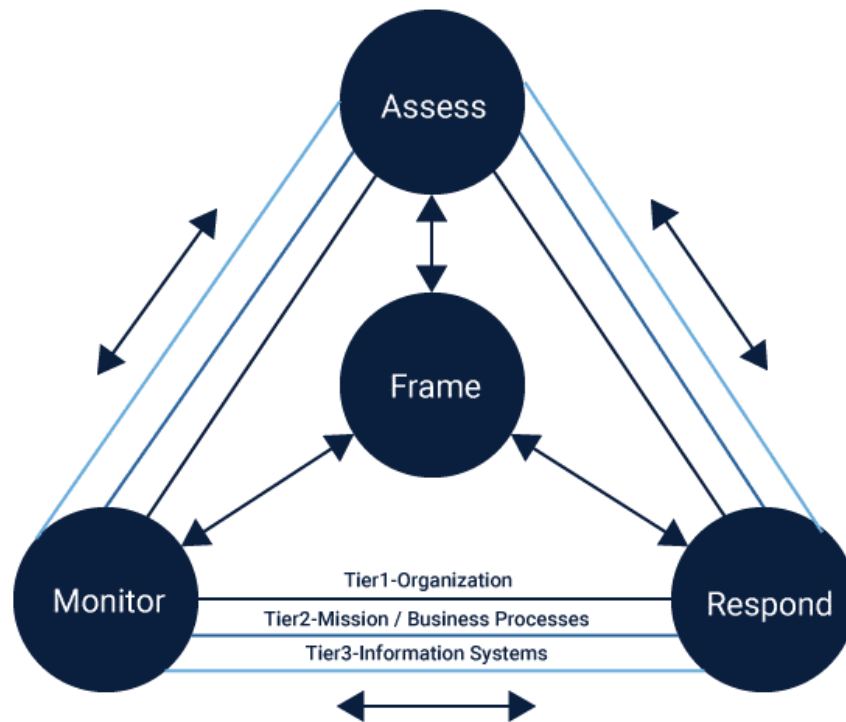 Assess
Frame
Monitor
Respond
Tier1-Organization
Tier2-Mission / Business Processes
Tier3-Information Systems